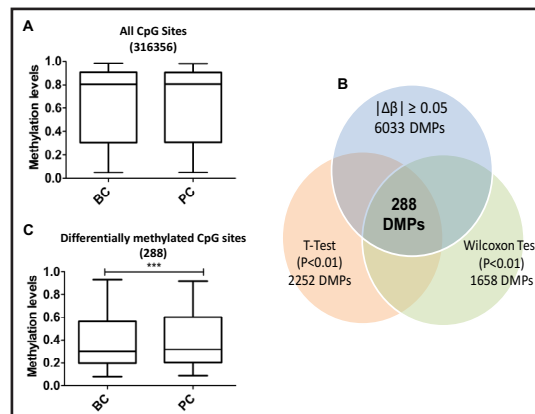 A
All CpG Sites
(316356)
Methylation levels
1.0
0.8
0.6
0.4
0.2
0.0
BC
PC
B
|Δβ| ≥ 0.05
6033 DMPs
288
DMPs
T-Test
(P<0.01)
2252 DMPs
Wilcoxon Tes
(P<0.01)
1658 DMPs
C
Differentially methylated CpG sites
(288)
***
Methylation levels
1.0
0.8
0.6
0.4
0.2
0.0
BC
PC